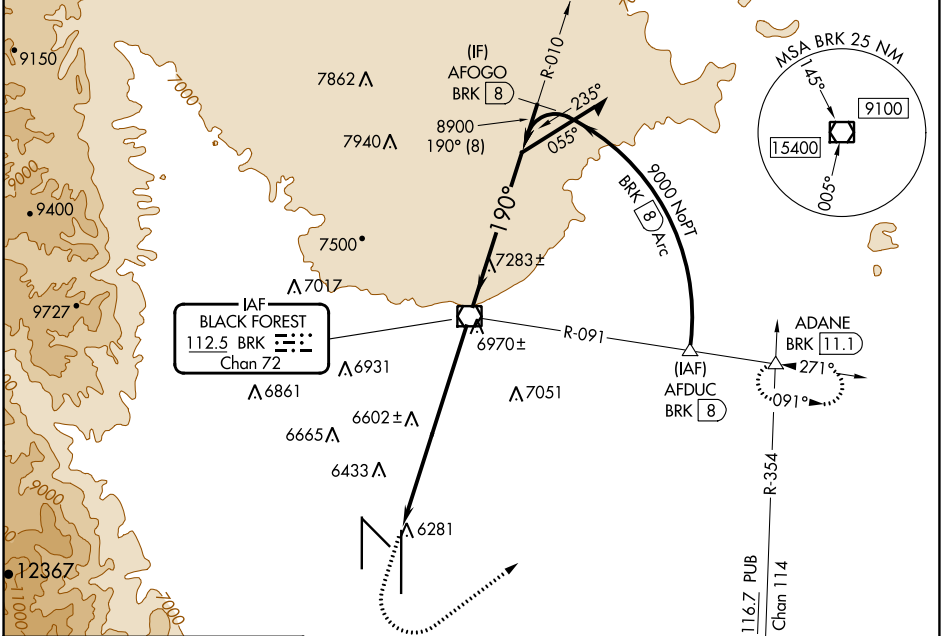 9150
7000
9000
9400
9727
7862
7940
7500
7017
(IF)
AFOGO
BRK 8
R-010
8900
190° (8)
235°
055°
190°
9000 NoPT
BRK 8 Arc
MSA BRK 25 NM
145°
9100
15400
005°
7283±
IAF
BLACK FOREST
112.5 BRK
Chan 72
6970±
R-091
(IAF)
AFDUC
BRK 8
ADANE
BRK 11.1
271°
091°
6931
6861
7051
6602±
6665
6433
6281
R-354
116.7 PUB
Chan 114
9000
12367
11000
7000